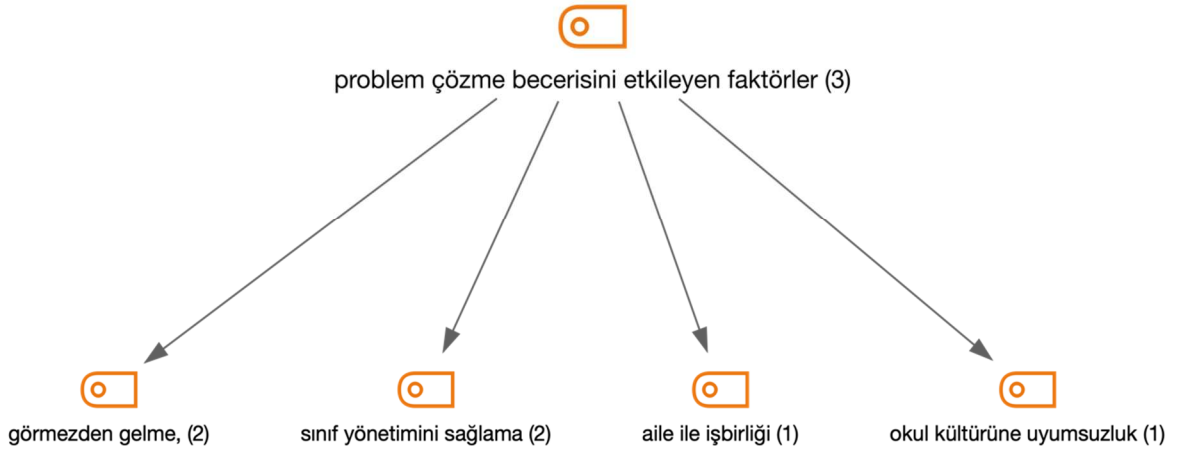 problem çözme becerisini etkileyen faktörler (3)
görmezden gelme, (2)
sınıf yönetimini sağlama (2)
aile ile işbirliği (1)
okul kültürüne uyumsuzluk (1)